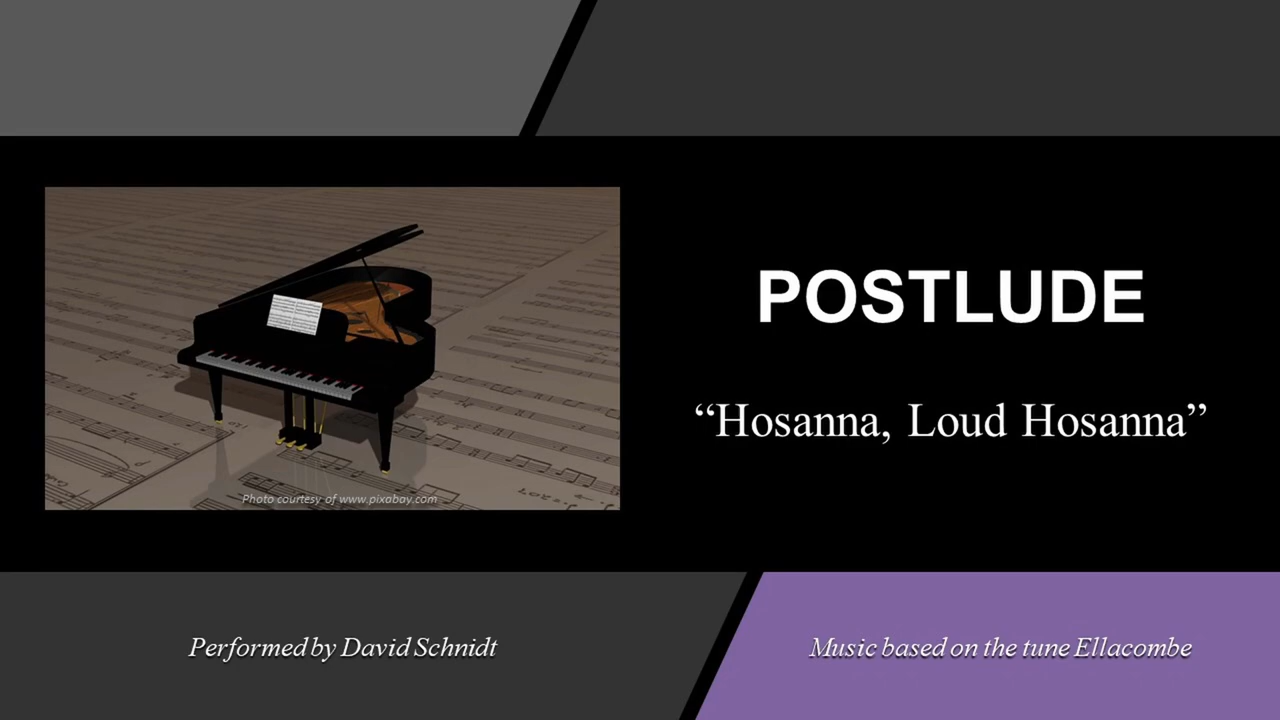 POSTLUDE
“Hosanna, Loud Hosanna”
Photo courtesy of www.pixabay.com
Performed by David Schnidt
Music based on the tune Ellacombe